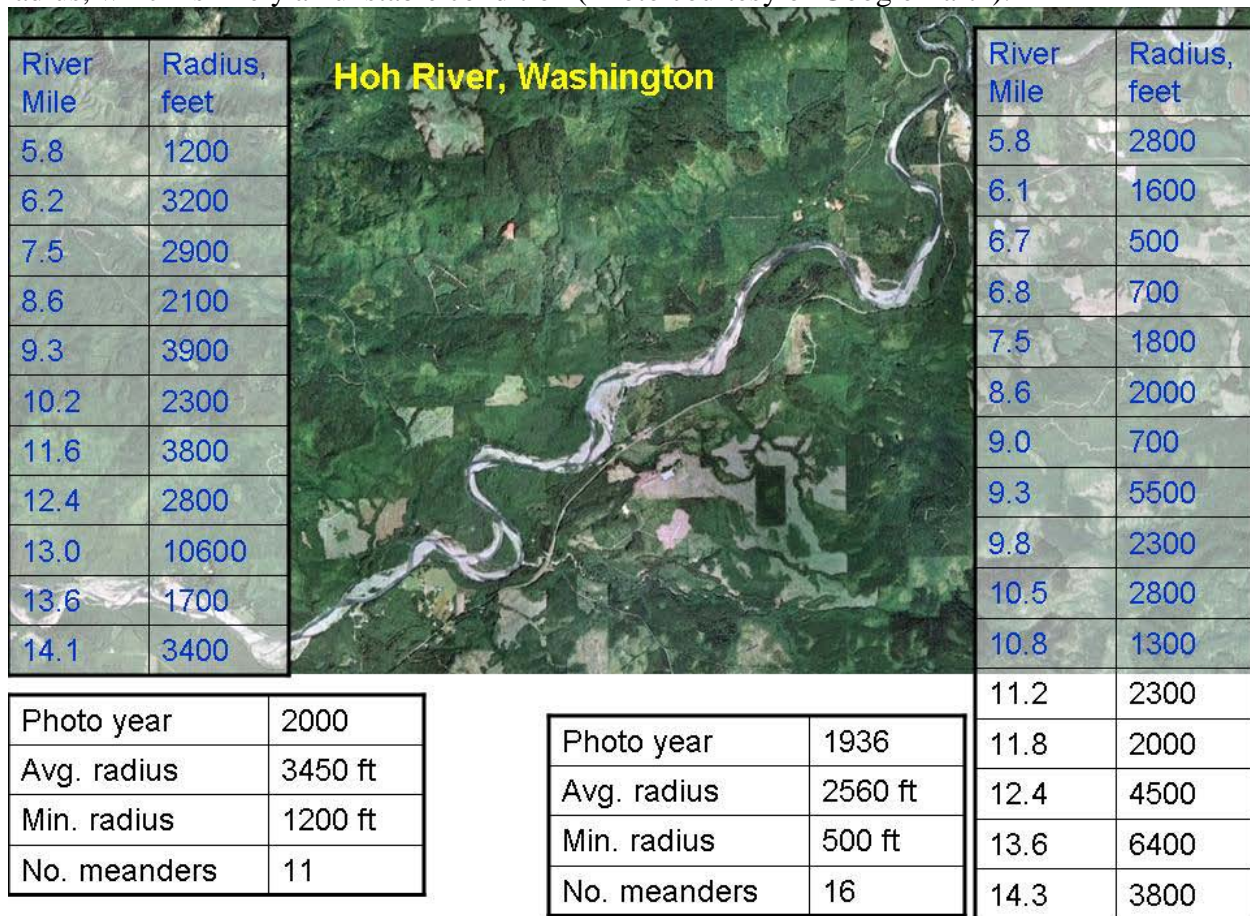 Hoh River, Washington
River Mile | Radius, feet
5.8 | 1200
6.2 | 3200
7.5 | 2900
8.6 | 2100
9.3 | 3900
10.2 | 2300
11.6 | 3800
12.4 | 2800
13.0 | 10600
13.6 | 1700
14.1 | 3400
Photo year | 2000
Avg. radius | 3450 ft
Min. radius | 1200 ft
No. meanders | 11
Photo year | 1936
Avg. radius | 2560 ft
Min. radius | 500 ft
No. meanders | 16
River Mile | Radius, feet
5.8 | 2800
6.1 | 1600
6.7 | 500
6.8 | 700
7.5 | 1800
8.6 | 2000
9.0 | 700
9.3 | 5500
9.8 | 2300
10.5 | 2800
10.8 | 1300
11.2 | 2300
11.8 | 2000
12.4 | 4500
13.6 | 6400
14.3 | 3800